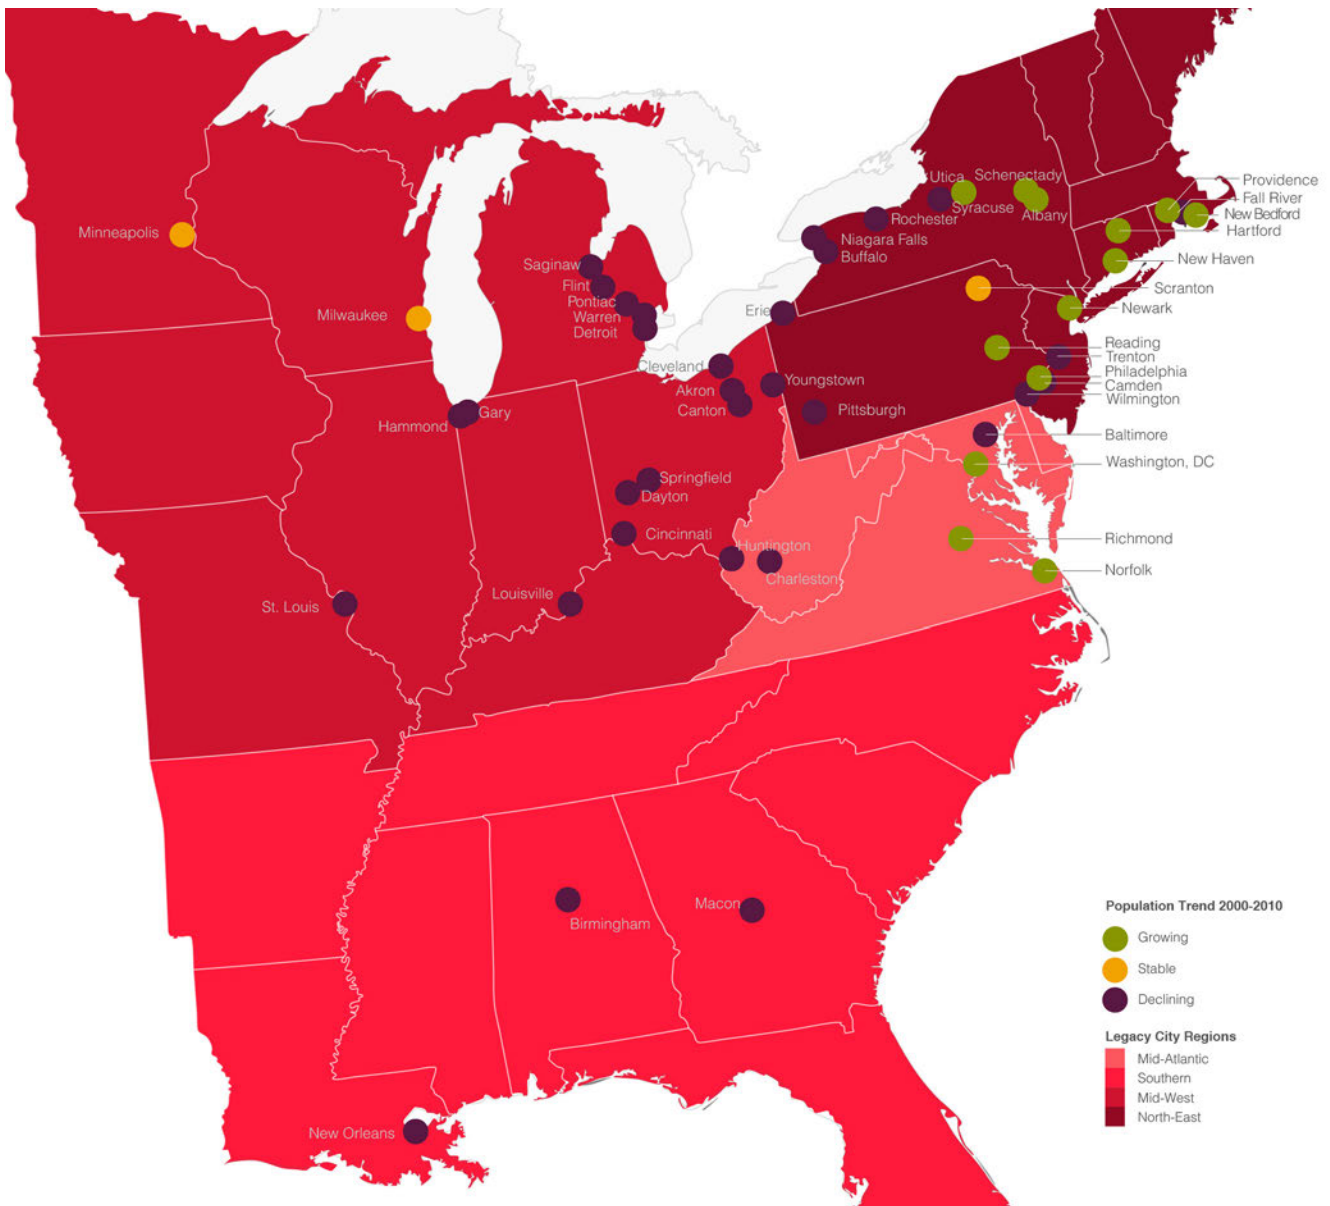 Utica
Schenectady
Providence
Fall River
New Bedford
Syracuse
Albany
Rochester
Hartford
Minneapolis
Niagara Falls
Buffalo
New Haven
Saginaw
Flint
Scranton
Pontiac
Milwaukee
Warren
Erie
Newark
Detroit
Reading
Trenton
Cleveland
Philadelphia
Youngstown
Camden
Akron
Wilmington
Canton
Pittsburgh
Gary
Hammond
Baltimore
Washington, DC
Springfield
Dayton
Cincinnati
Richmond
Huntington
Norfolk
Charleston
Louisville
St. Louis
Macon
Birmingham
New Orleans
Population Trend 2000-2010
Growing
Stable
Declining
Legacy City Regions
Mid-Atlantic
Southern
Mid-West
North-East